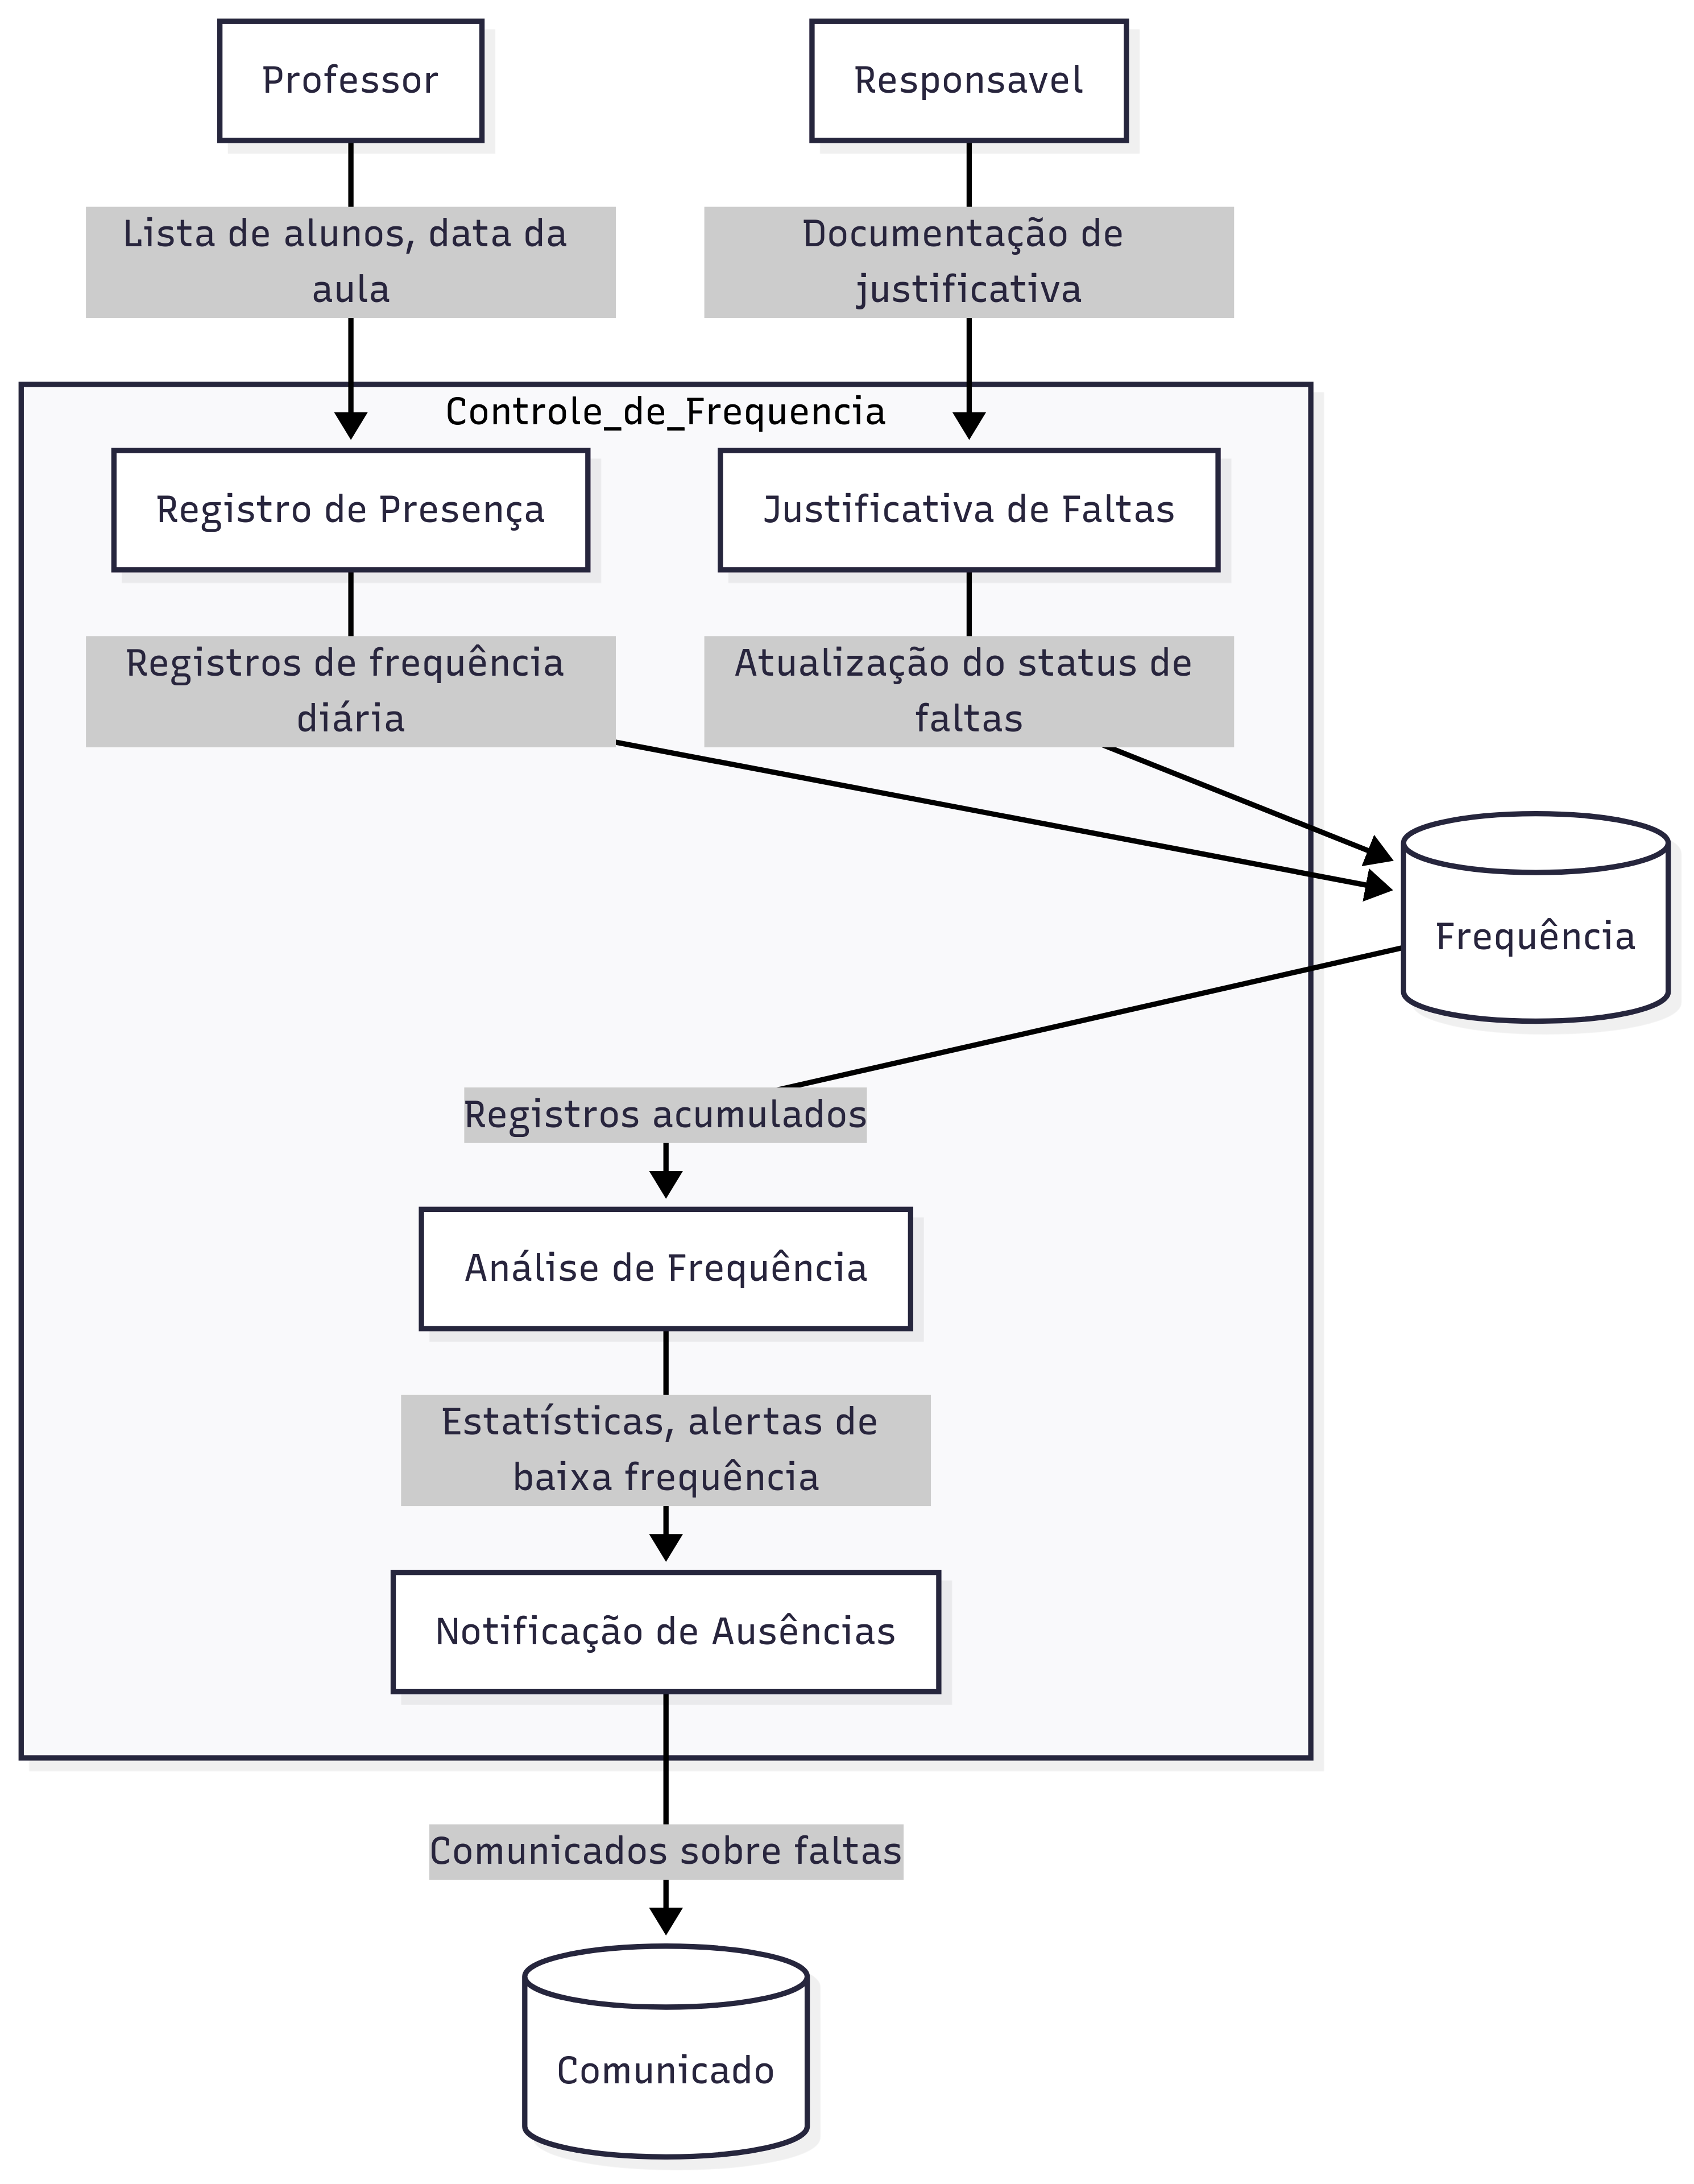 Professor
Responsavel
Lista de alunos, data da
aula
Documentação de
justificativa
Controle_de_Frequencia
Registro de Presença
Justificativa de Faltas
Registros de frequência
diária
Atualização do status de
faltas
Frequência
Registros acumulados
Análise de Frequência
Estatísticas, alertas de
baixa frequência
Notificação de Ausências
Comunicados sobre faltas
Comunicado